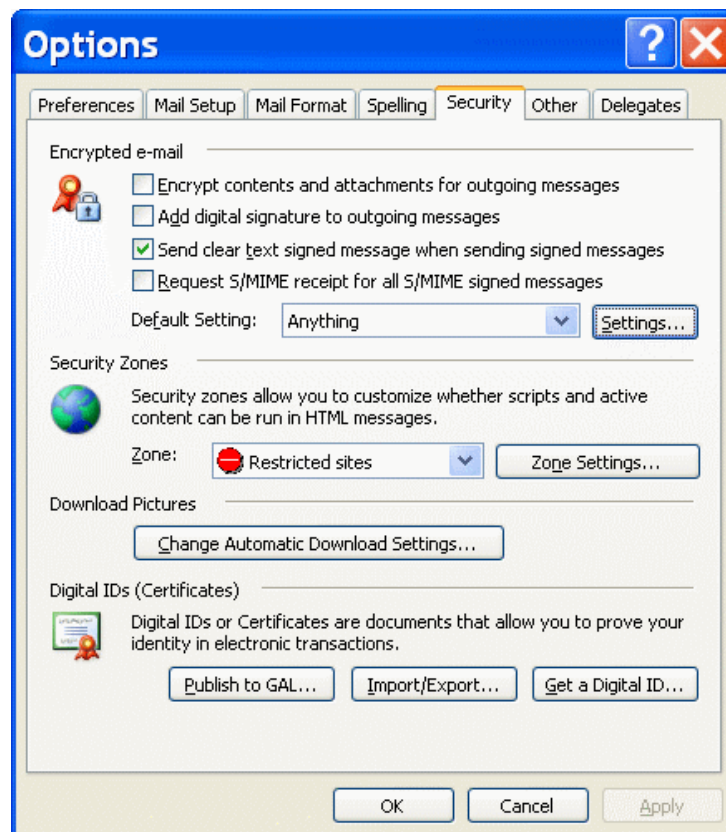 Options
Preferences Mail Setup Mail Format Spelling Security Other Delegates
Encrypted e-mail
Encrypt contents and attachments for outgoing messages
Add digital signature to outgoing messages
Send clear text signed message when sending signed messages
Request S/MIME receipt for all S/MIME signed messages
Default Setting: Anything Settings...
Security Zones
Security zones allow you to customize whether scripts and active
content can be run in HTML messages.
Zone: Restricted sites Zone Settings...
Download Pictures
Change Automatic Download Settings...
Digital IDs (Certificates)
Digital IDs or Certificates are documents that allow you to prove your
identity in electronic transactions.
Publish to GAL... Import/Export... Get a Digital ID...
OK Cancel Apply